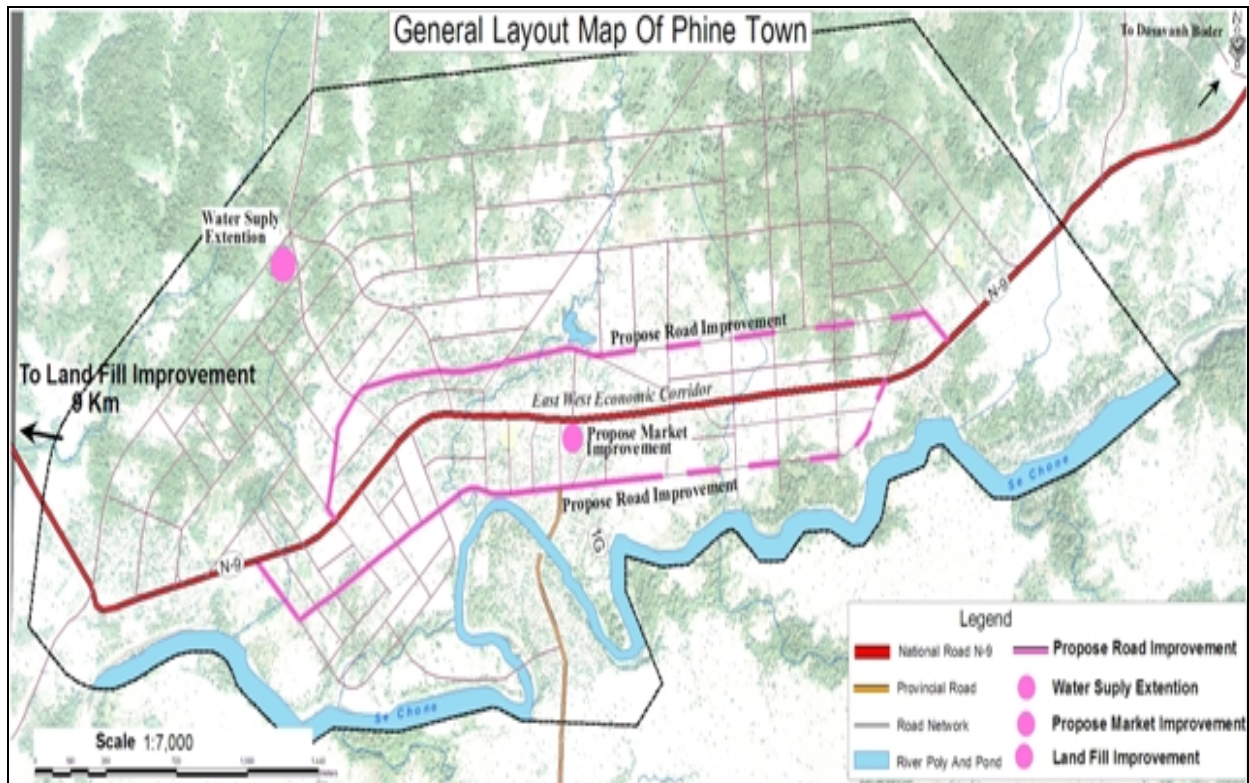 General Layout Map Of Phine Town
To Dasavanh Boder
Water Suply
Extention
N-9
Propose Road Improvement
To Land Fill Improvement
9 Km
East West Economic Corridor
Propose Market
Improvement
Se Chone
Propose Road Improvement
1G
N-9
Se Chone
Legend
National Road N-9
Propose Road Improvement
Provincial Road
Water Suply Extention
Road Network
Propose Market Improvement
River Poly And Pond
Land Fill Improvement
Scale 1:7,000